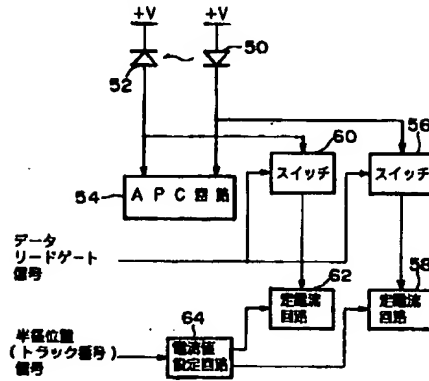 +V
+V
52
50
54
APC回路
60
スイッチ
56
スイッチ
データ
リードゲート
信号
62
定電流
回路
58
定電流
回路
半径位置
(トラック番号)
信号
64
電流値
設定回路